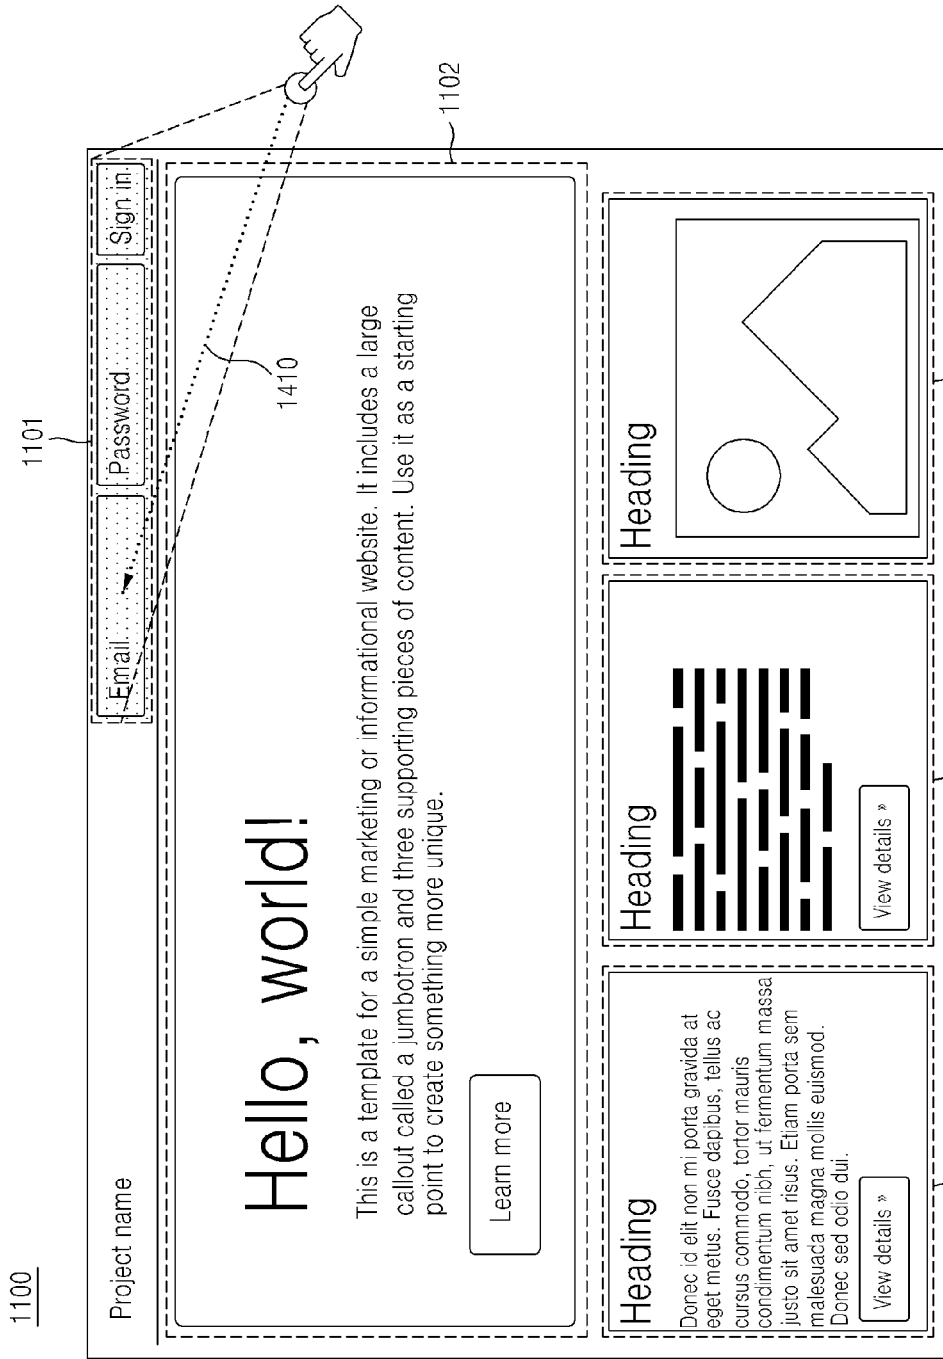 1100
1101
Project name
Email
Password
Sign in
1102
1410
Hello, world!
This is a template for a simple marketing or informational website. It includes a large
callout called a jumbotron and three supporting pieces of content. Use it as a starting
point to create something more unique.
Learn more
Heading
Donec id elit non mi porta gravida at
eget metus. Fusce dapibus, tellus ac
cursus commodo, tortor mauris
condimentum nibh, ut fermentum massa
justo sit amet risus. Etiam porta sem
malesuada magna mollis euismod.
Donec sed odio dui.
View details »
Heading
View details »
Heading